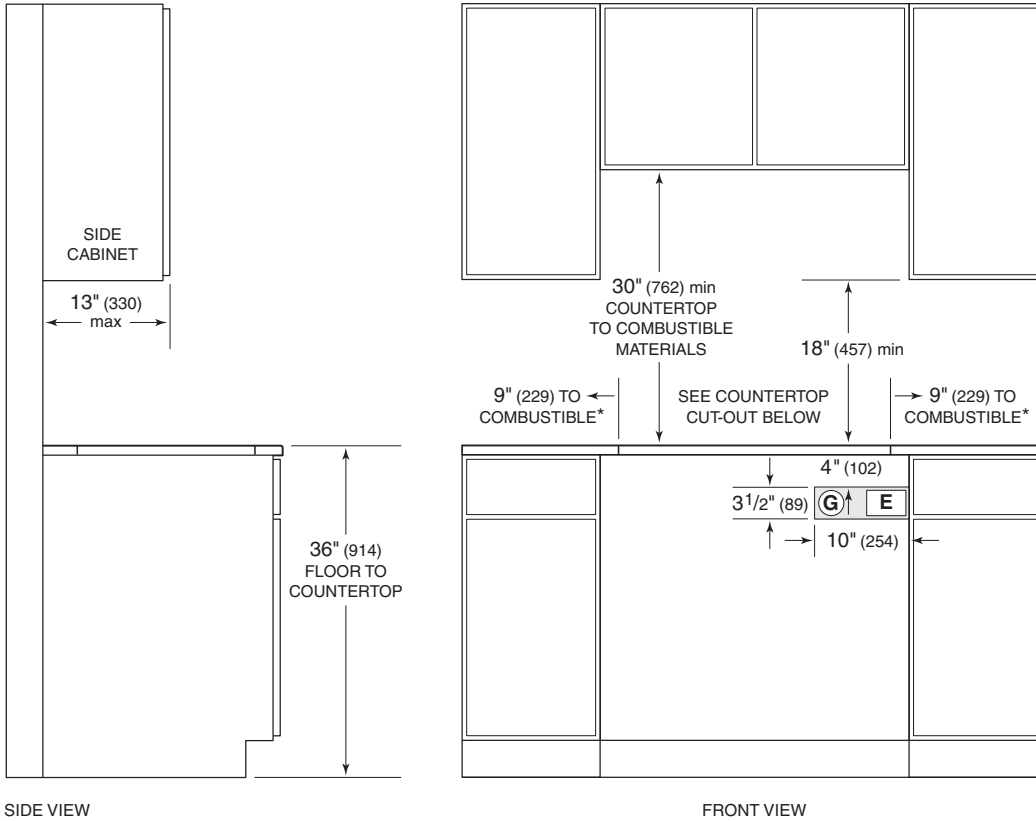 SIDE
CABINET
13" (330)
max
36" (914)
FLOOR TO
COUNTERTOP
SIDE VIEW
30" (762) min
COUNTERTOP
TO COMBUSTIBLE
MATERIALS
18" (457) min
9" (229) TO
COMBUSTIBLE*
SEE COUNTERTOP
CUT-OUT BELOW
9" (229) TO
COMBUSTIBLE*
4" (102)
3 1/2" (89)
G
E
10" (254)
FRONT VIEW